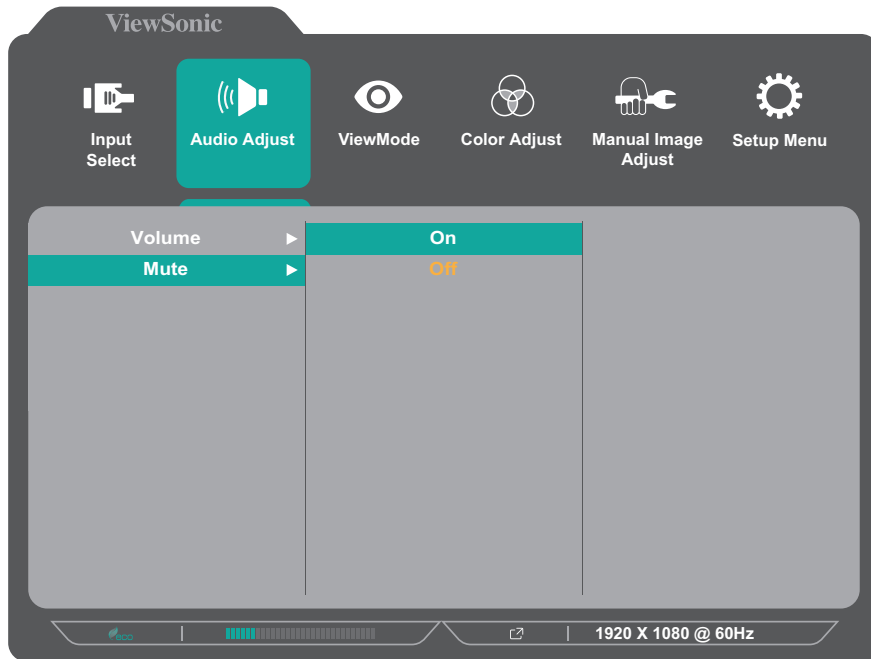 ViewSonic
Input
Select
Audio Adjust
ViewMode
Color Adjust
Manual Image
Adjust
Setup Menu
Volume
On
Mute
Off
eco
1920 X 1080 @ 60Hz